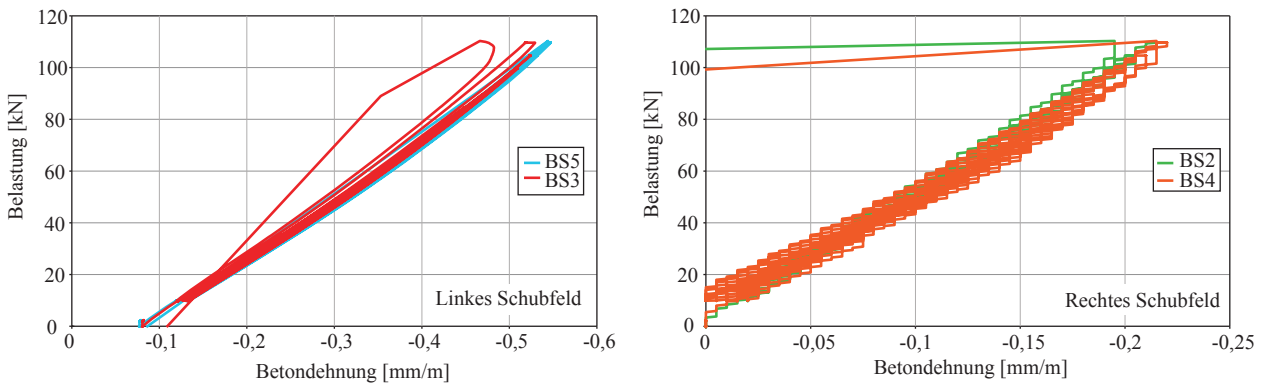 120
100
80
60
40
20
0
Belastung [kN]
BS5
BS3
Linkes Schubfeld
0 -0,1 -0,2 -0,3 -0,4 -0,5 -0,6
Betondehnung [mm/m]
120
100
80
60
40
20
0
Belastung [kN]
BS2
BS4
Rechtes Schubfeld
0 -0,05 -0,1 -0,15 -0,2 -0,25
Betondehnung [mm/m]